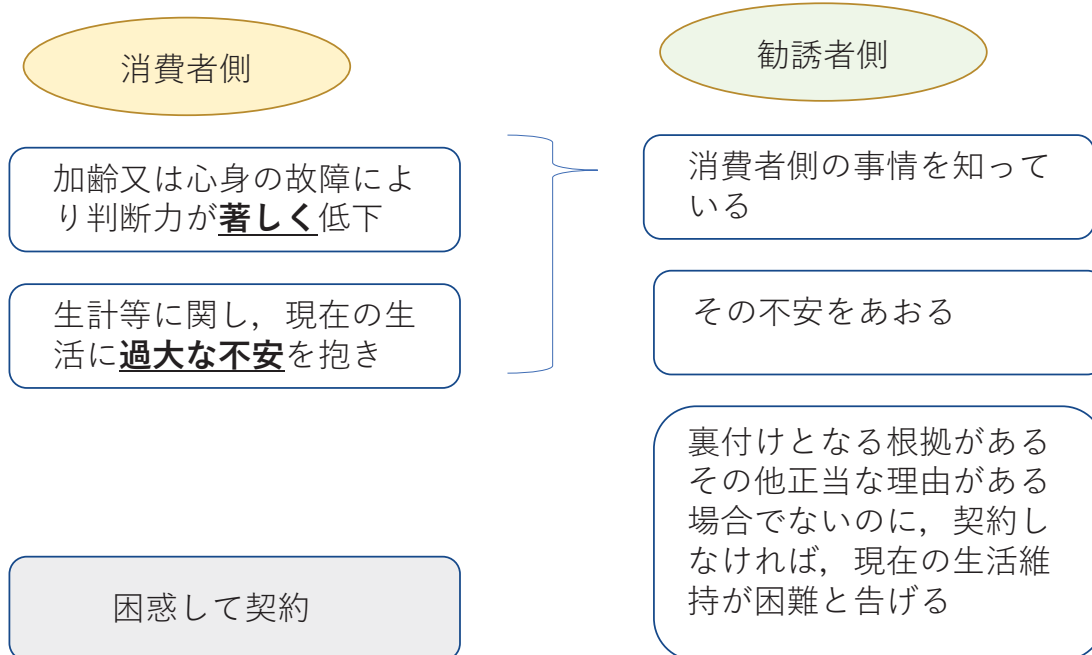 消費者側
加齢又は心身の故障によ
り判断力が著しく低下
生計等に関し，現在の生
活に過大な不安を抱き
困惑して契約
勧誘者側
消費者側の事情を知って
いる
その不安をあおる
裏付けとなる根拠がある
その他正当な理由がある
場合でないのに，契約し
なければ，現在の生活維
持が困難と告げる